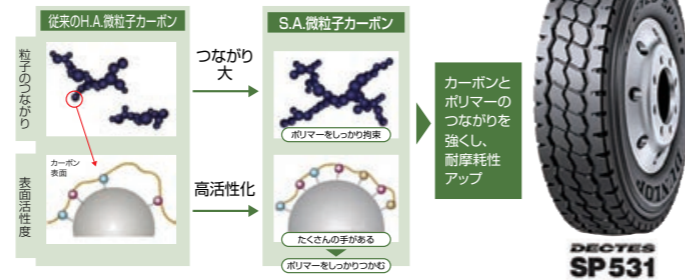 従来のH.A.微粒子カーボン
S.A.微粒子カーボン
粒子のつながり
つながり
大
ポリマーをしっかり拘束
カーボンと
ポリマーの
つながりを
強くし、
耐摩耗性
アップ
表面活性度
カーボン
表面
高活性化
たくさんの手がある
ポリマーをしっかりつかむ
DUNLOP
DECTES
SP531